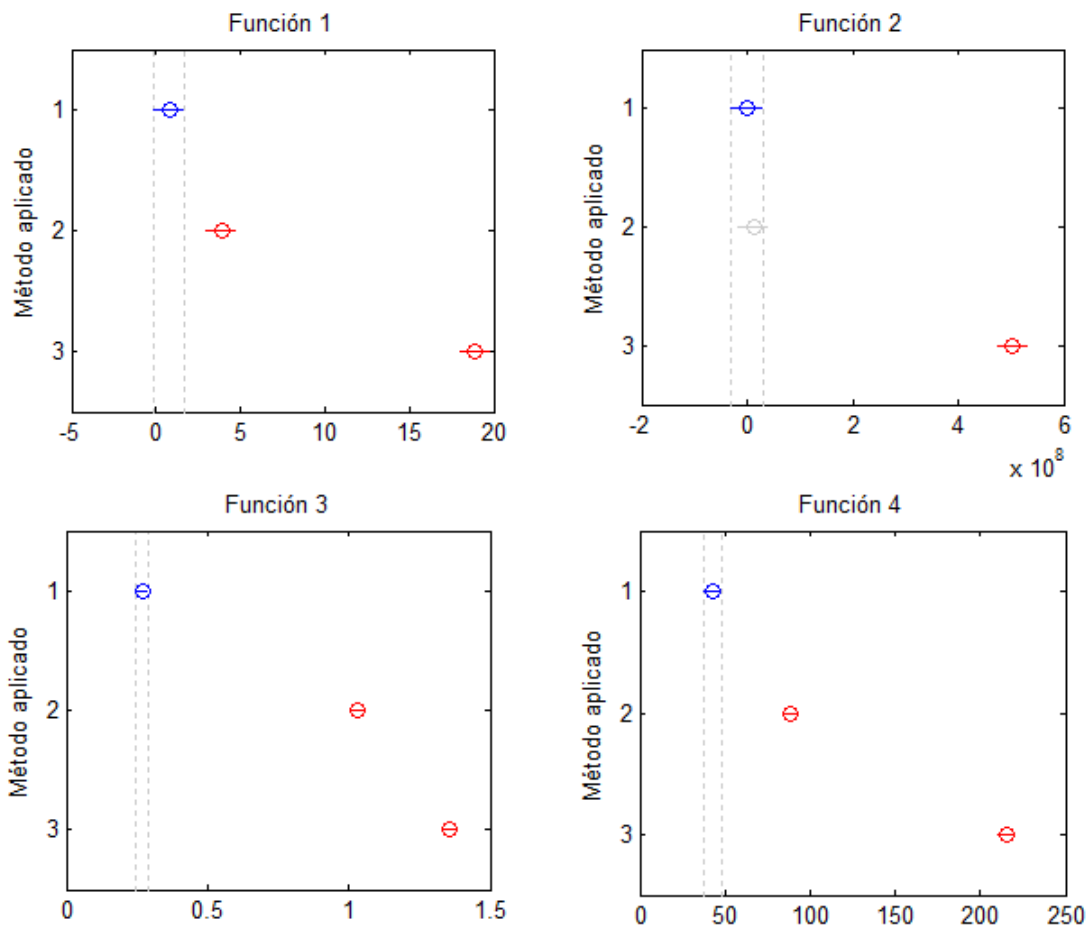 Función 1
Método aplicado
1
2
3
-5 0 5 10 15 20
Función 2
Método aplicado
1
2
3
-2 0 2 4 6
x 10^8
Función 3
Método aplicado
1
2
3
0 0.5 1 1.5
Función 4
Método aplicado
1
2
3
0 50 100 150 200 250